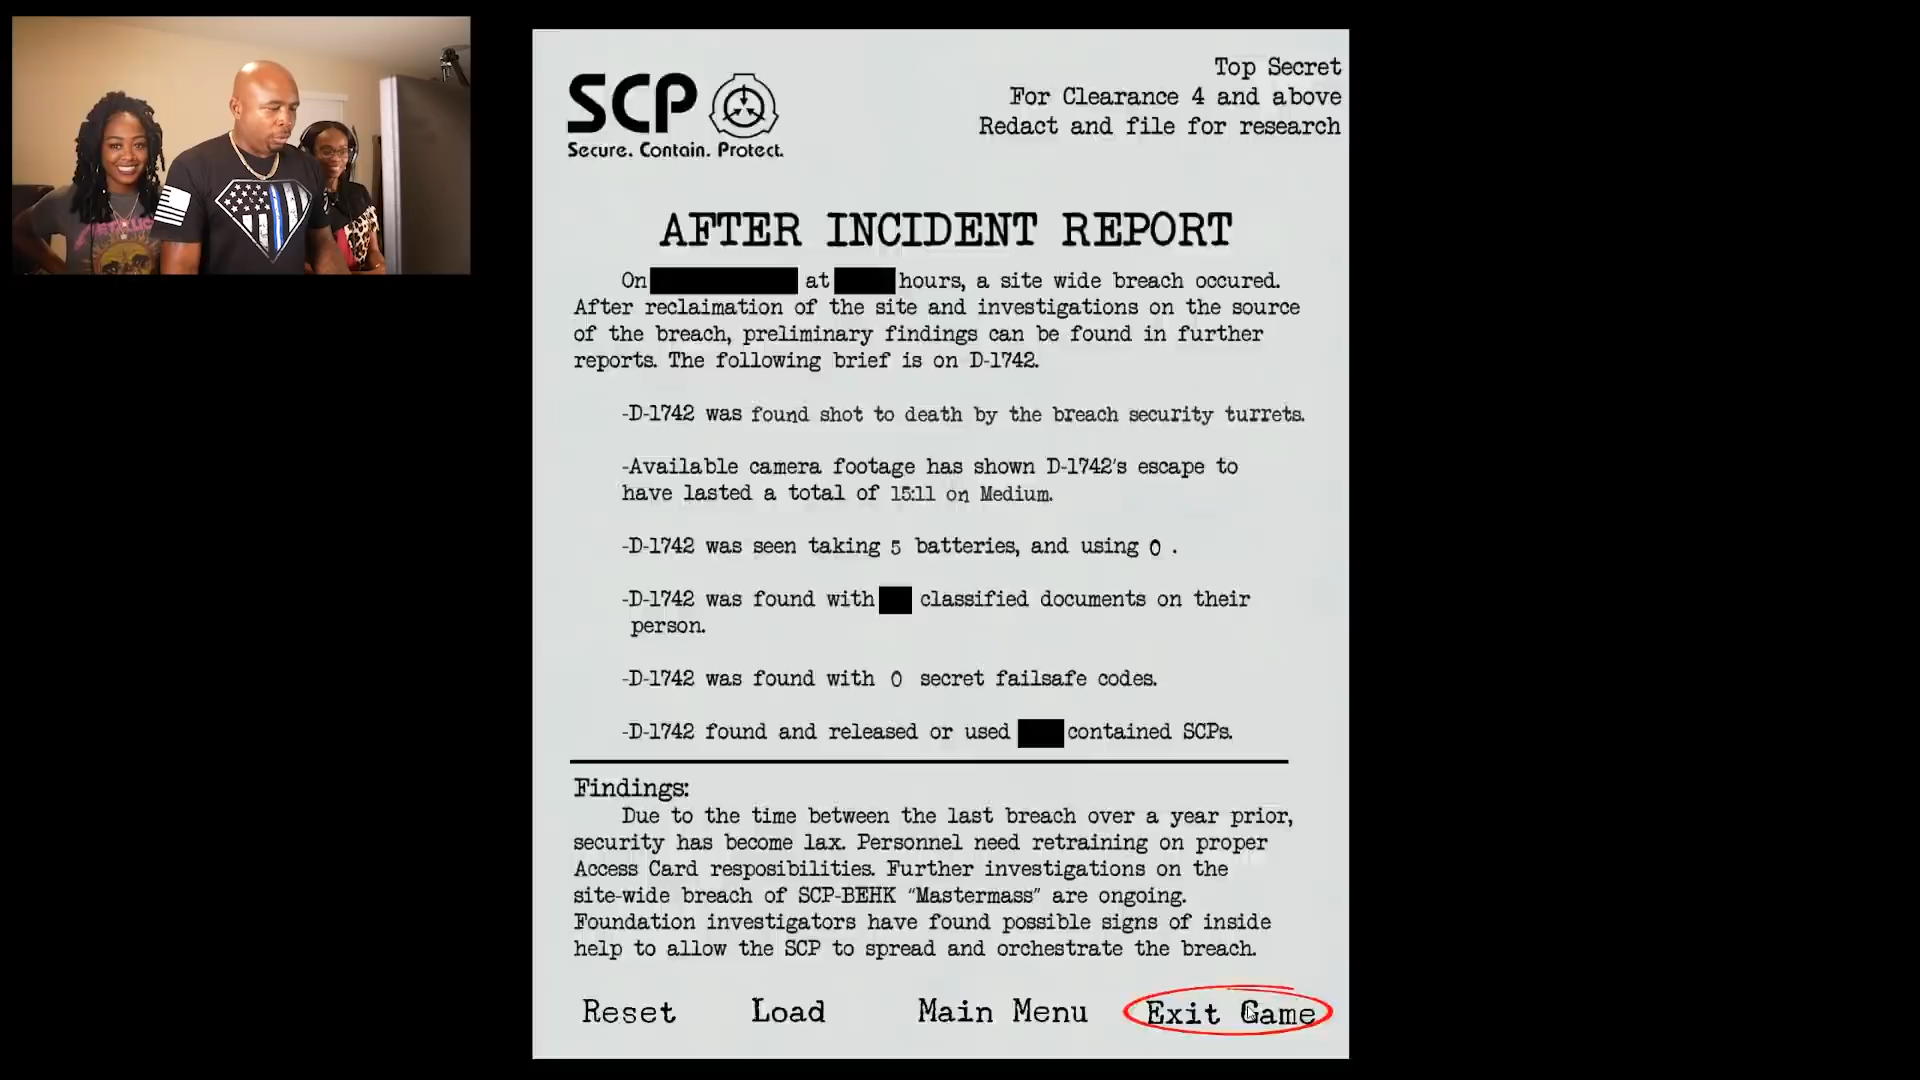 SCP
Secure. Contain. Protect.
Top Secret
For Clearance 4 and above
Redact and file for research
AFTER INCIDENT REPORT
On at hours, a site wide breach occured.
After reclaimation of the site and investigations on the source
of the breach, preliminary findings can be found in further
reports. The following brief is on D-1742.
-D-1742 was found shot to death by the breach security turrets.
-Available camera footage has shown D-1742's escape to
have lasted a total of 15:11 on Medium.
-D-1742 was seen taking 5 batteries, and using 0 .
-D-1742 was found with classified documents on their
person.
-D-1742 was found with 0 secret failsafe codes.
-D-1742 found and released or used contained SCPs.
Findings:
Due to the time between the last breach over a year prior,
security has become lax. Personnel need retraining on proper
Access Card resposibilities. Further investigations on the
site-wide breach of SCP-BEHK "Mastermass" are ongoing.
Foundation investigators have found possible signs of inside
help to allow the SCP to spread and orchestrate the breach.
Reset Load Main Menu Exit Game